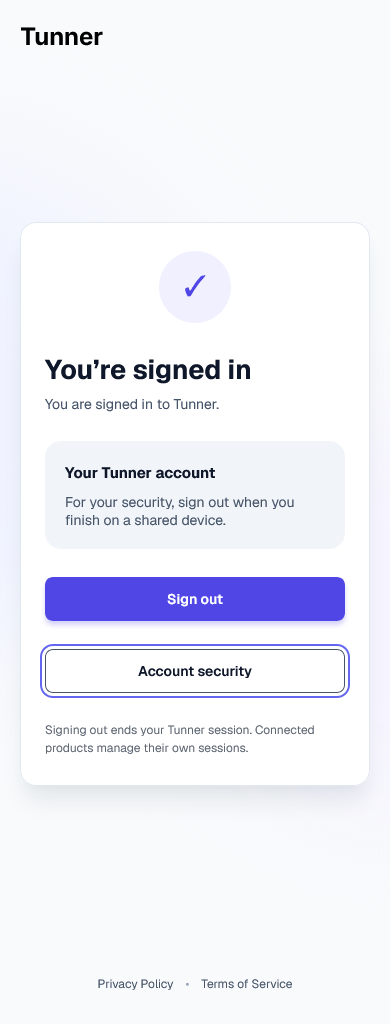 Tunner
You’re signed in
You are signed in to Tunner.
Your Tunner account
For your security, sign out when you
finish on a shared device.
Sign out
Account security
Signing out ends your Tunner session. Connected
products manage their own sessions.
Privacy Policy • Terms of Service